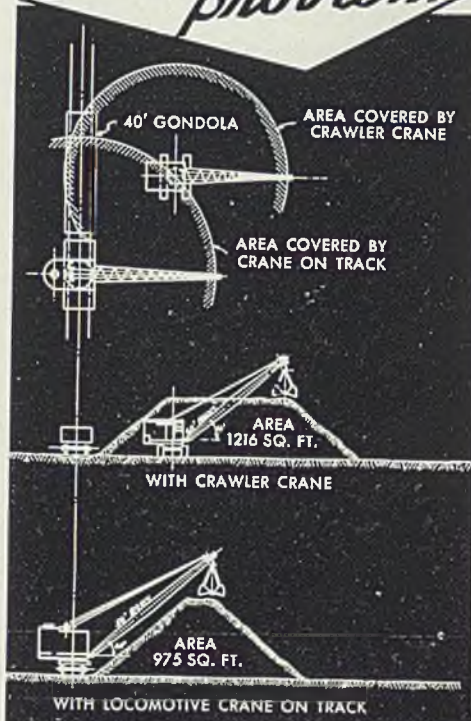 problem
40' GONDOLA
AREA COVERED BY
CRAWLER CRANE
AREA COVERED BY
CRANE ON TRACK
AREA
1216 SQ. FT.
WITH CRAWLER CRANE
AREA
975 SQ. FT.
WITH LOCOMOTIVE CRANE ON TRACK